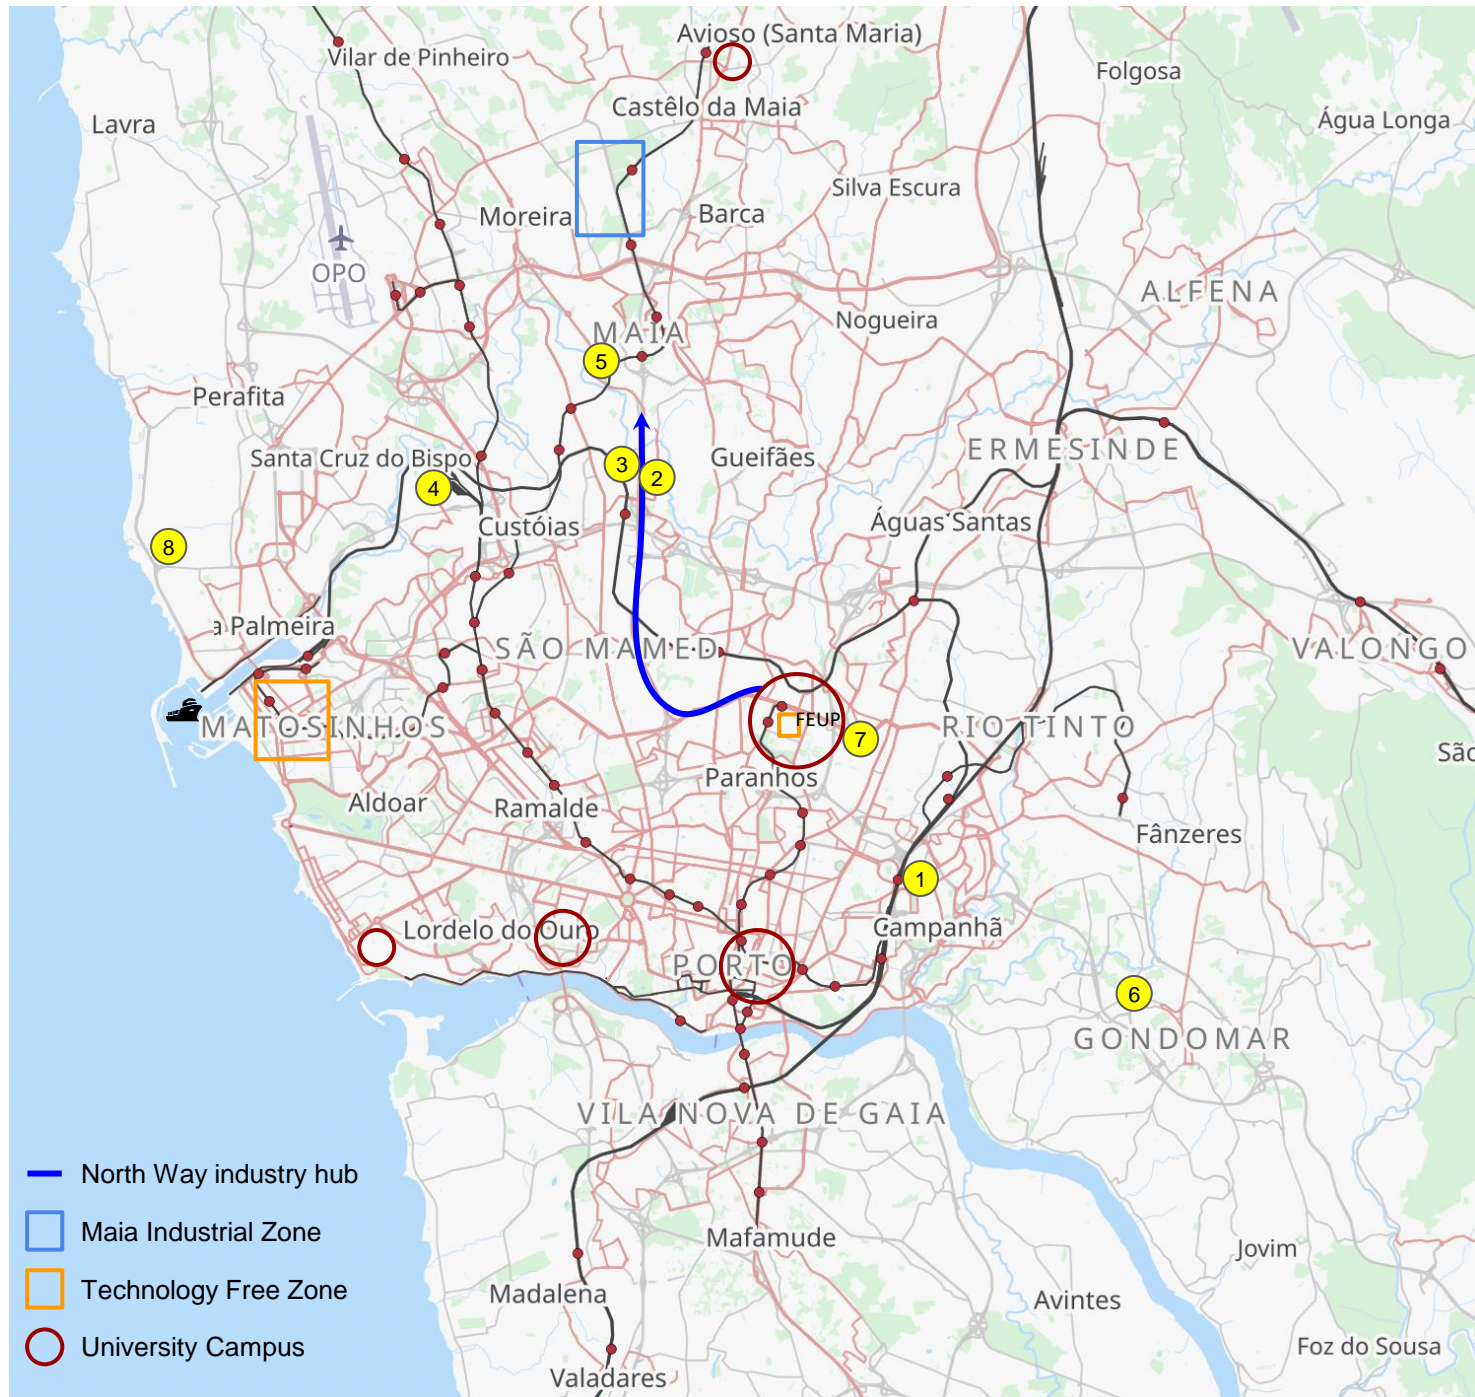 Avioso (Santa Maria)
Vilar de Pinheiro
Folgosa
Castêlo da Maia
Lavra
Água Longa
Silva Escura
Moreira
Barca
OPO
ALFENA
Nogueira
MAIA
5
Perafita
ERMESINDE
Santa Cruz do Bispo
Gueifães
3
2
4
Custóias
Águas Santas
8
a Palmeira
SÃO MAMED
VALONGO
MATOSINHOS
FEUP
RIO TINTO
7
São
Paranhos
Aldoar
Ramalde
Fânzeres
1
Lordelo do Ouro
Campanhã
PORTO
6
GONDOMAR
VILA NOVA DE GAIA
North Way industry hub
Maia Industrial Zone
Mafamude
Jovim
Technology Free Zone
Madalena
Avintes
University Campus
Foz do Sousa
Valadares